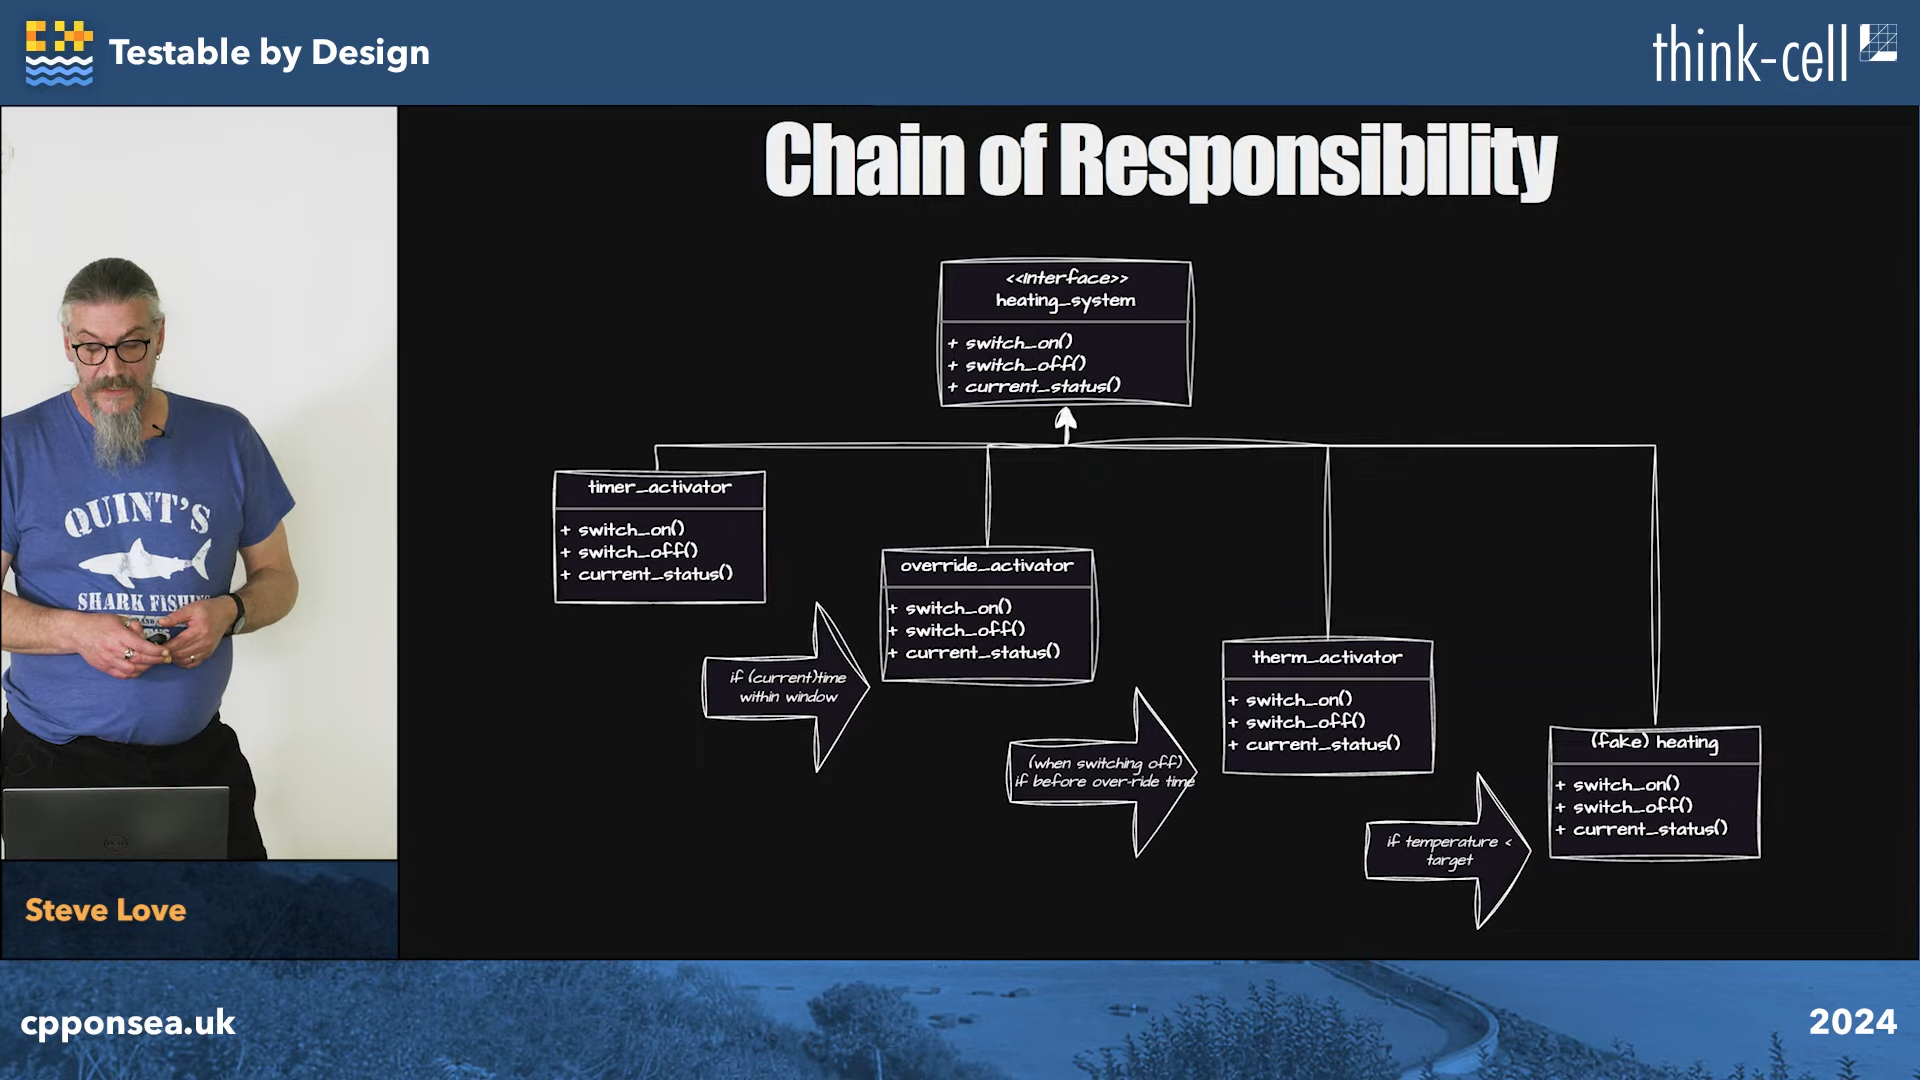 Testable by Design
think-cell
Chain of Responsibility
<<Interface>>
heating_system
+ switch_on()
+ switch_off()
+ current_status()
timer_activator
+ switch_on()
+ switch_off()
+ current_status()
override_activator
+ switch_on()
+ switch_off()
+ current_status()
if (current)time
within window
therm_activator
+ switch_on()
+ switch_off()
+ current_status()
(when switching off)
if before over-ride time
(fake) heating
+ switch_on()
+ switch_off()
+ current_status()
if temperature <
target
QUINT'S
SHARK FISHING
Steve Love
cpponsea.uk
2024